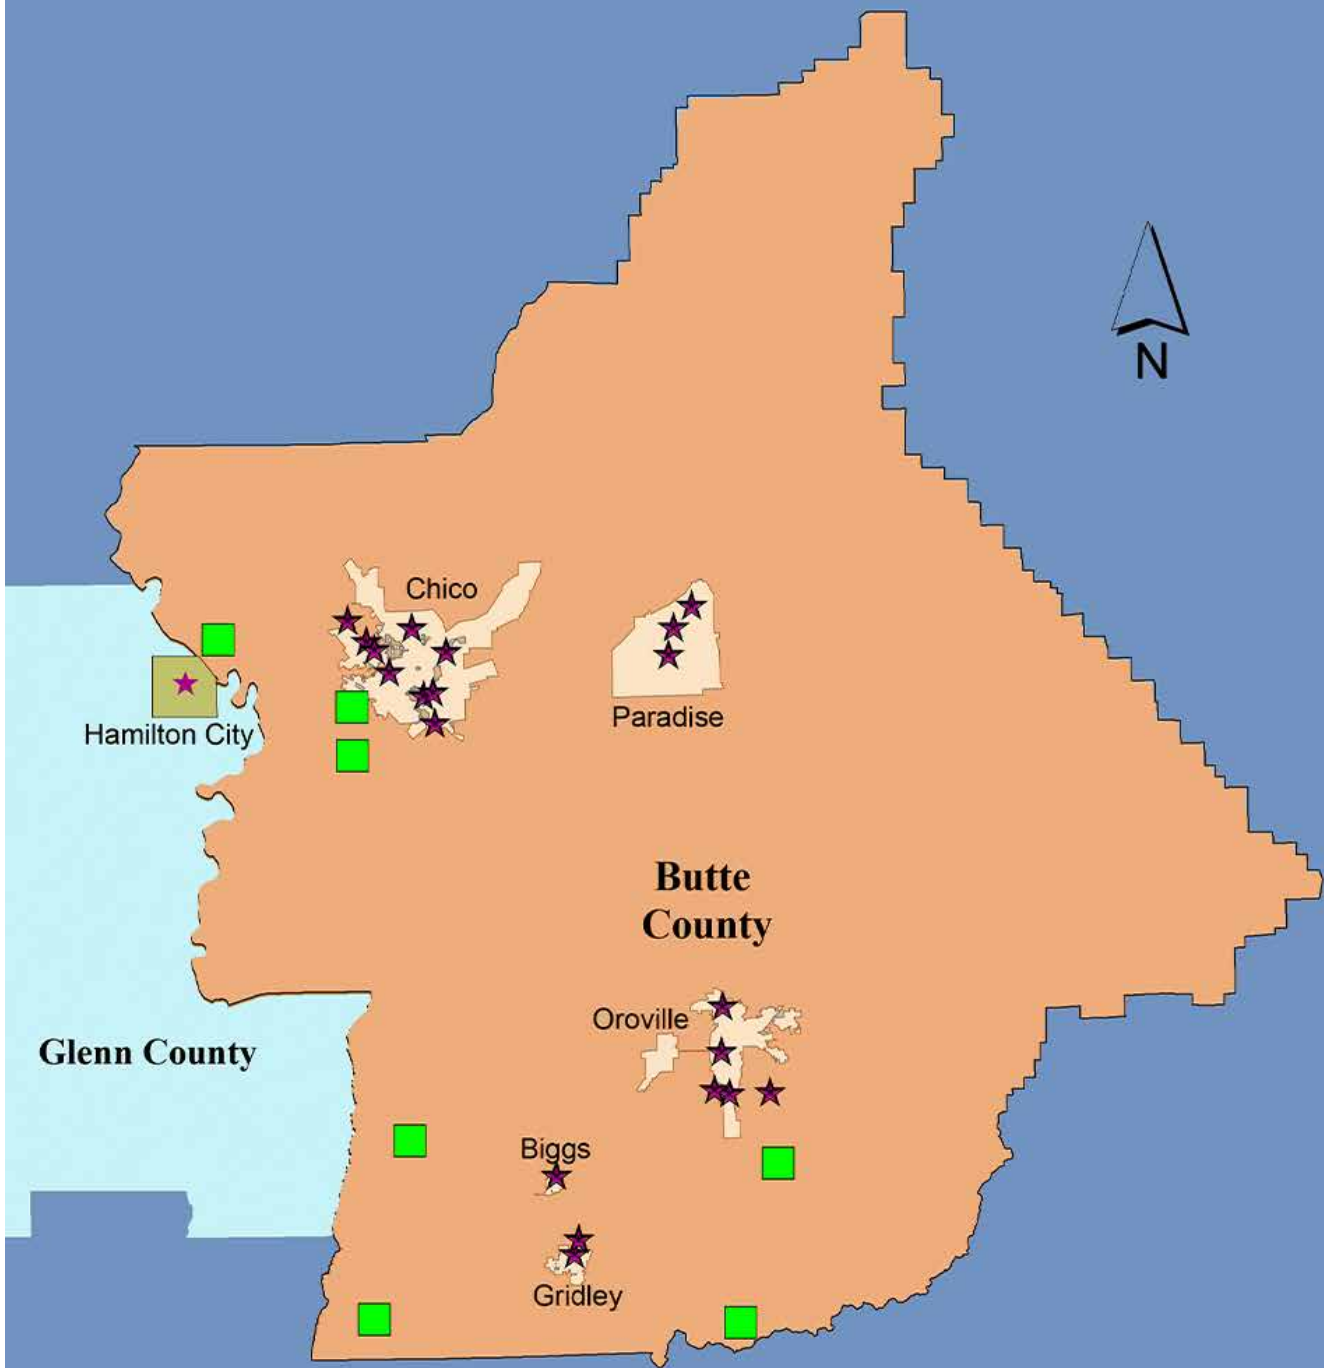 N
Chico
Paradise
Hamilton City
Butte
County
Oroville
Glenn County
Biggs
Gridley